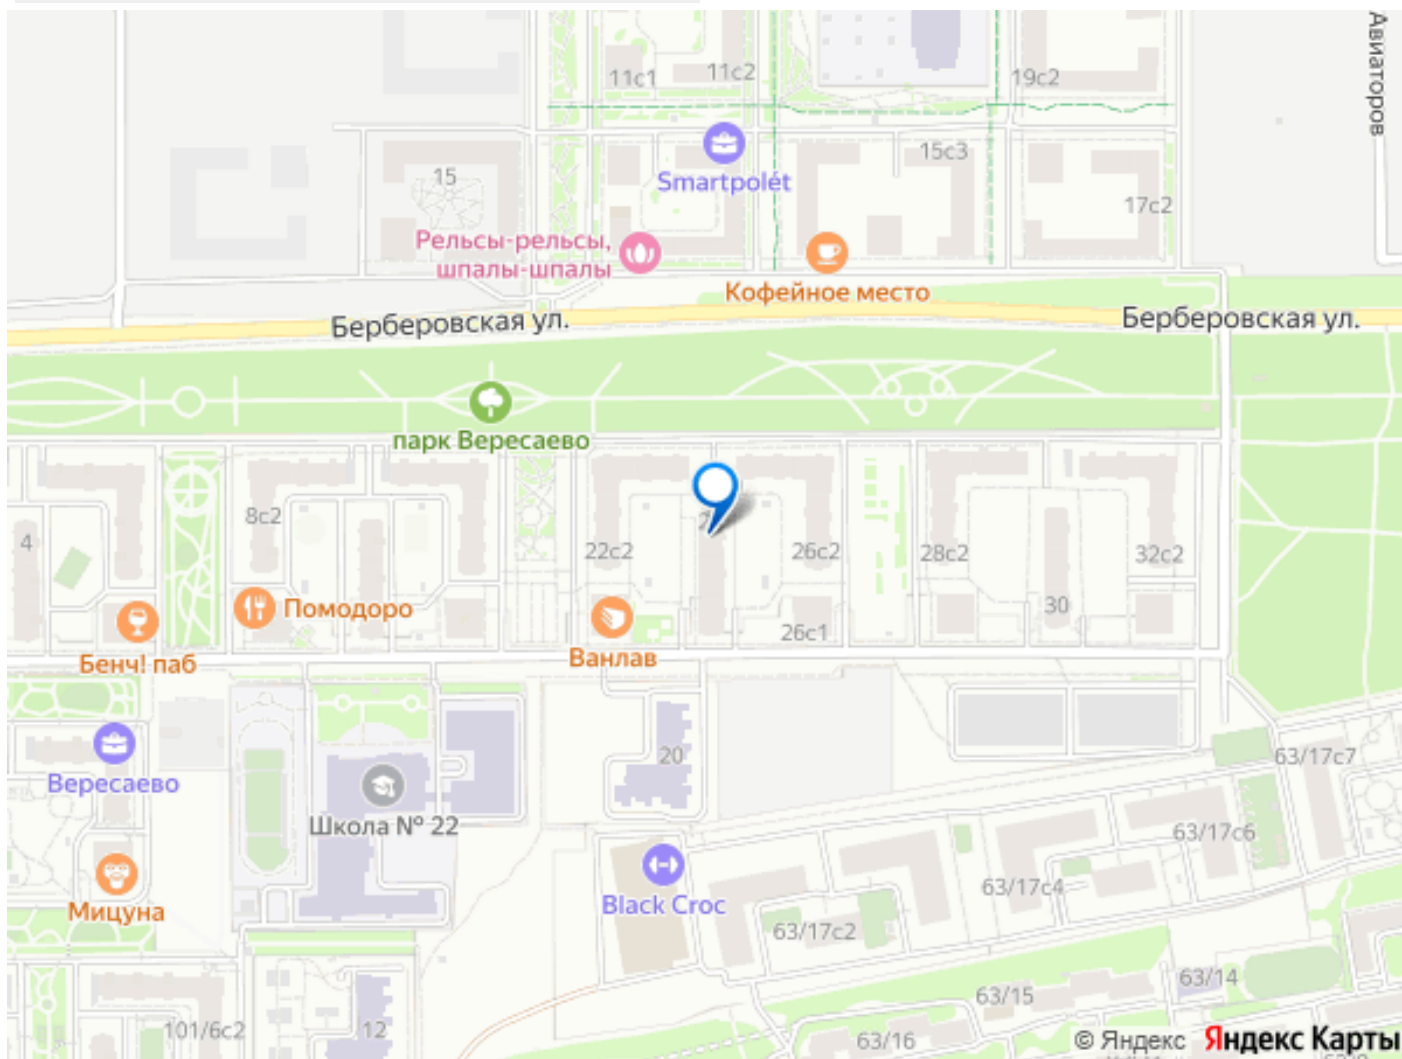 Авиаторов
11с1
11с2
19с2
15с3
15
Smartpolét
17с2
Рельсы-рельсы,
шпалы-шпалы
Кофейное место
Берберовская ул.
Берберовская ул.
парк Вересаево
8с2
4
22с2
26с2
28с2
32с2
30
Помодоро
26с1
Бенч! паб
Ванлав
20
63/17с7
Вересаево
Школа № 22
63/17с6
63/17с4
Мицуна
Black Croc
63/17с2
63/14
63/15
101/6с2
12
63/16
© Яндекс Яндекс Карты